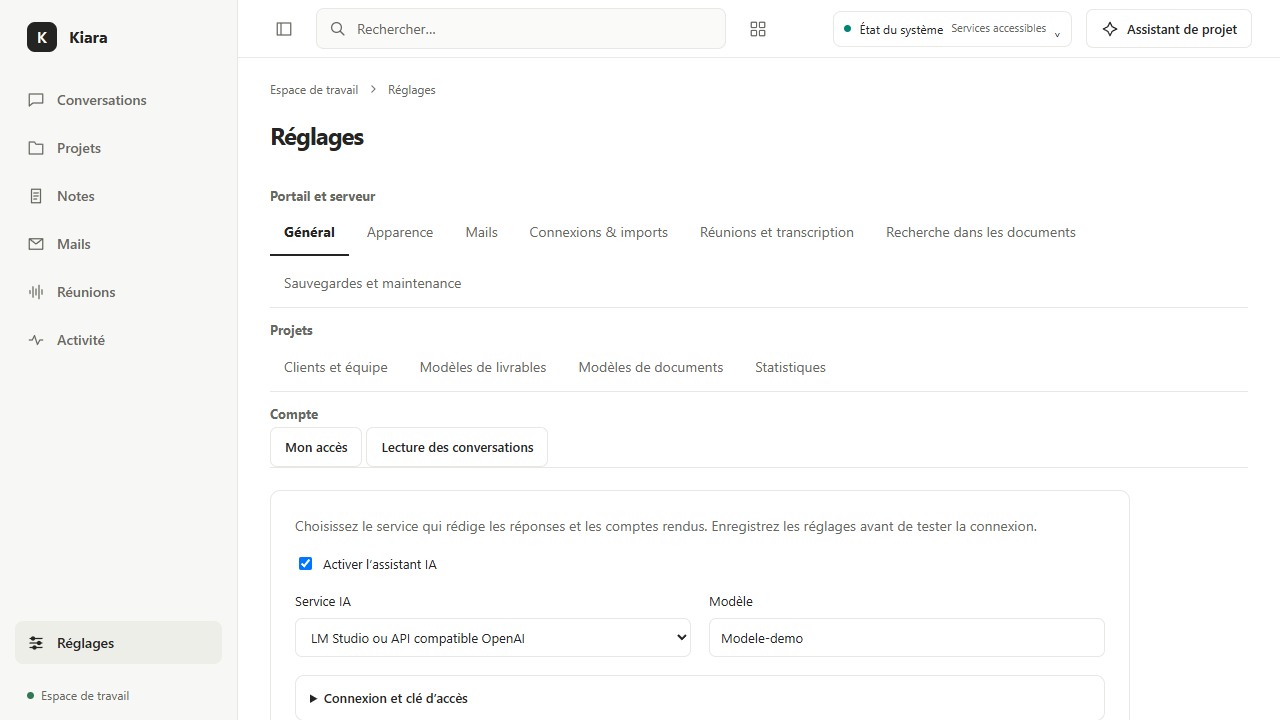 K Kiara
Conversations
Projets
Notes
Mails
Réunions
Activité
Réglages
Espace de travail
Rechercher...
État du système Services accessibles
Assistant de projet
Espace de travail > Réglages
Réglages
Portail et serveur
Général Apparence Mails Connexions & imports Réunions et transcription Recherche dans les documents
Sauvegardes et maintenance
Projets
Clients et équipe Modèles de livrables Modèles de documents Statistiques
Compte
Mon accès Lecture des conversations
Choisissez le service qui rédige les réponses et les comptes rendus. Enregistrez les réglages avant de tester la connexion.
Activer l’assistant IA
Service IA Modèle
LM Studio ou API compatible OpenAI Modele-demo
Connexion et clé d’accès